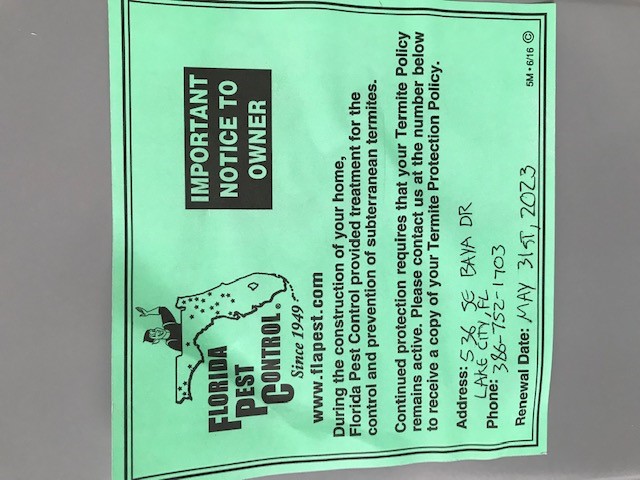 FLORIDA
PEST
CONTROL®
Since 1949
www.flapest.com
IMPORTANT
NOTICE TO
OWNER
During the construction of your home,
Florida Pest Control provided treatment for the
control and prevention of subterranean termites.
Continued protection requires that your Termite Policy
remains active. Please contact us at the number below
to receive a copy of your Termite Protection Policy.
Address: 536 SE BAYA DR
LAKE CITY, FL
Phone: 386-752-1703
Renewal Date: MAY 31ST, 2023
5M • 6/16 ©